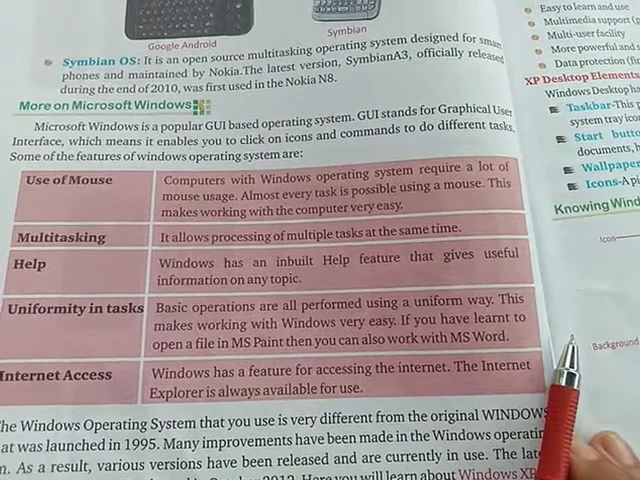 Google Android
Symbian
Symbian OS: It is an open source multitasking operating system designed for smart
phones and maintained by Nokia.The latest version, SymbianA3, officially released
during the end of 2010, was first used in the Nokia N8.
More on Microsoft Windows
Microsoft Windows is a popular GUI based operating system. GUI stands for Graphical User
Interface, which means it enables you to click on icons and commands to do different tasks.
Some of the features of windows operating system are:
Use of Mouse
Computers with Windows operating system require a lot of
mouse usage. Almost every task is possible using a mouse. This
makes working with the computer very easy.
Multitasking
It allows processing of multiple tasks at the same time.
Help
Windows has an inbuilt Help feature that gives useful
information on any topic.
Uniformity in tasks
Basic operations are all performed using a uniform way. This
makes working with Windows very easy. If you have learnt to
open a file in MS Paint then you can also work with MS Word.
Internet Access
Windows has a feature for accessing the internet. The Internet
Explorer is always available for use.
The Windows Operating System that you use is very different from the original WINDOWS
at was launched in 1995. Many improvements have been made in the Windows operatin
m. As a result, various versions have been released and are currently in use. The late
2012. Here you will learn about Windows XP
Easy to learn and use
Multimedia support (p
Multi-user facility
More powerful and s
Data protection (fi
XP Desktop Elements
Windows Desktop ha
Taskbar-This
system tray ico
Start butto
documents, h
Wallpaper
Icons-A pi
Knowing Wind
Icon
Background